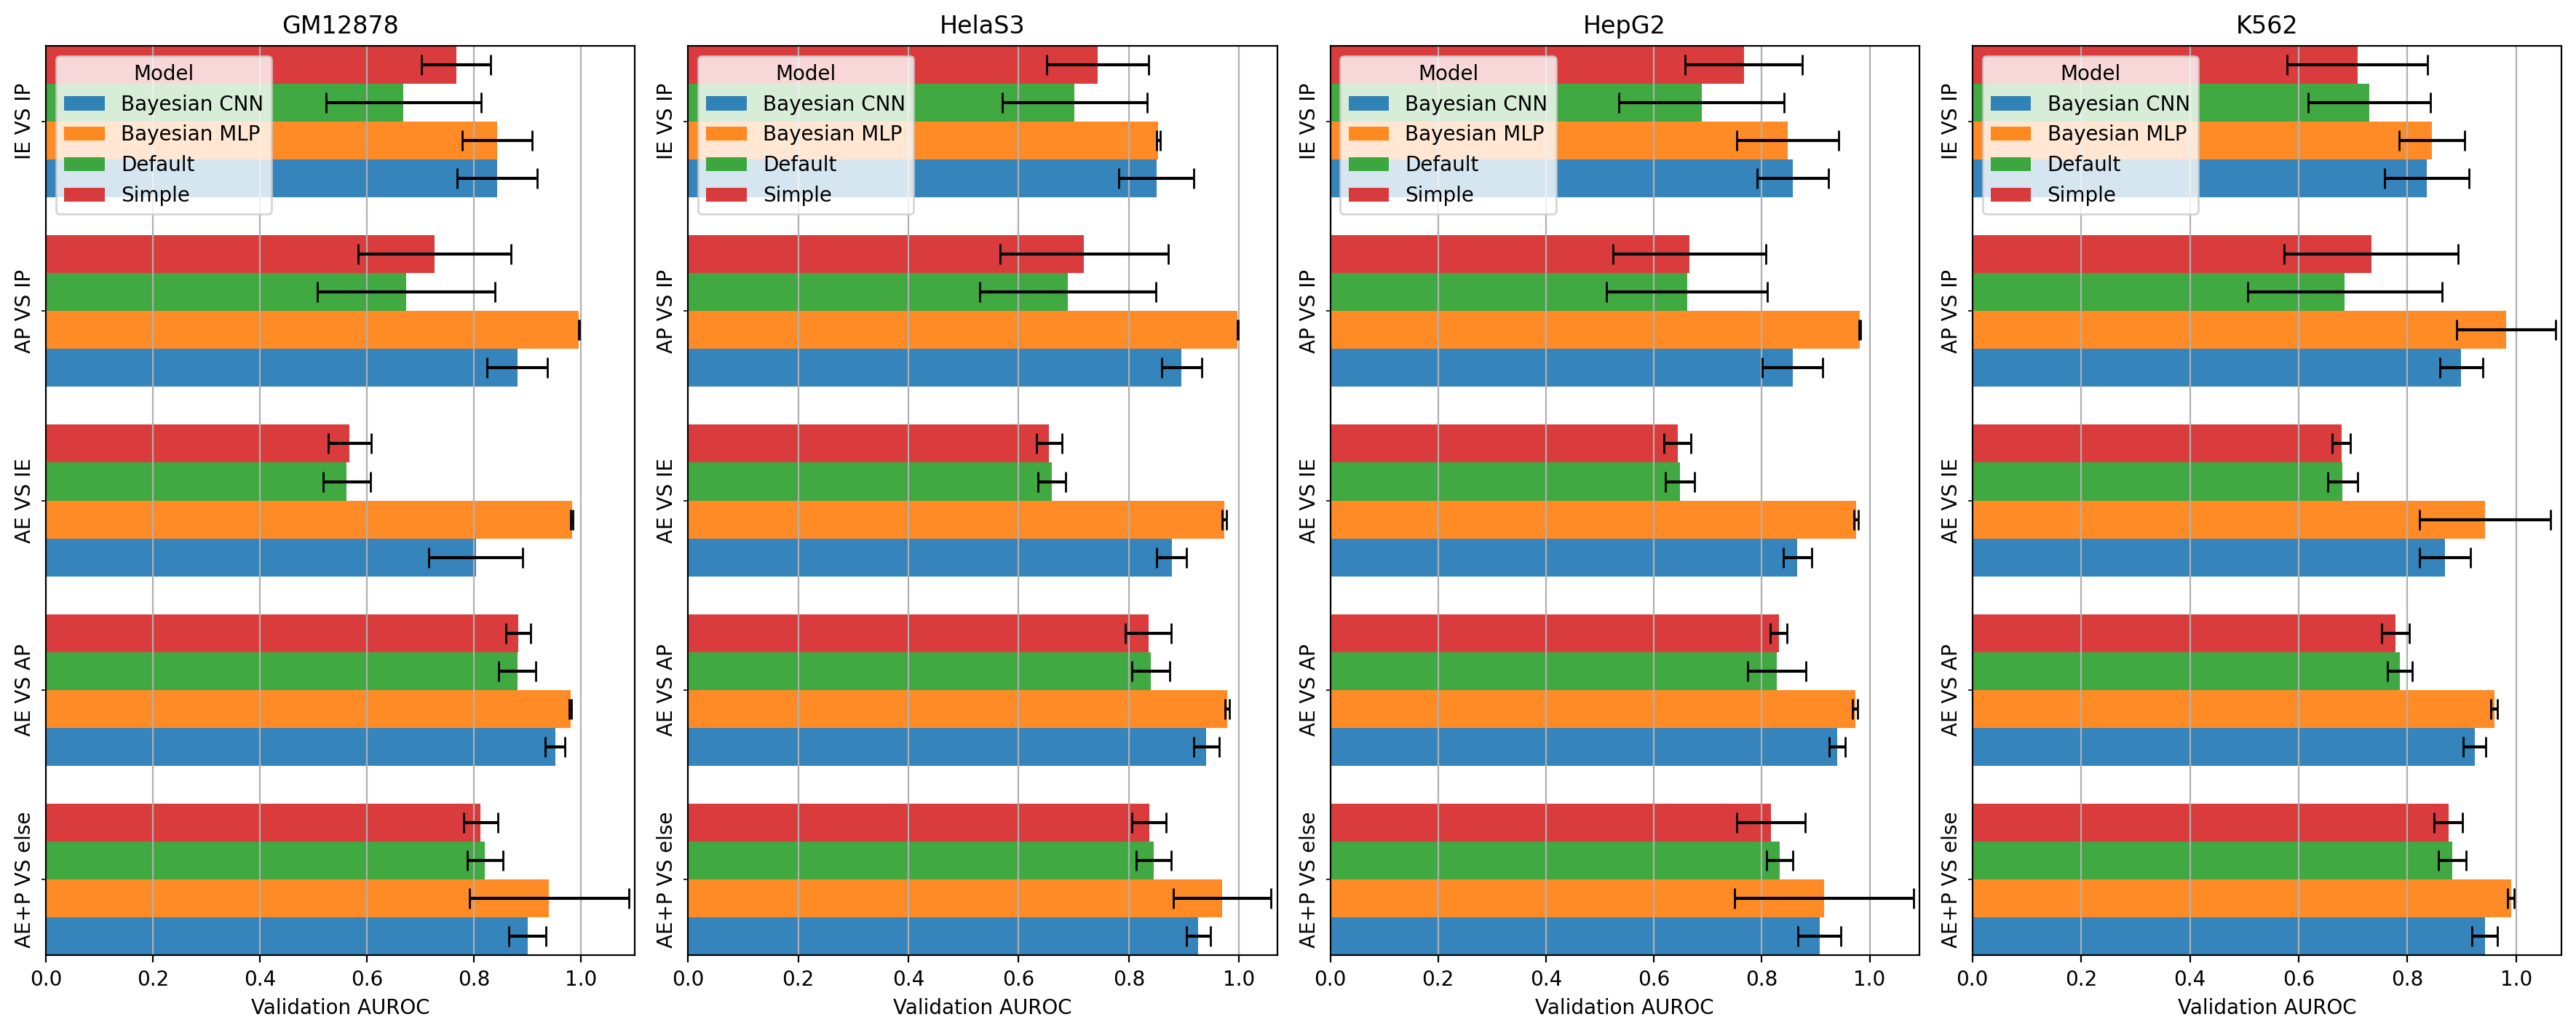 GM12878
IE VS IP
AP VS IP
AE VS IE
AE VS AP
AE+P VS else
Model
Bayesian CNN
Bayesian MLP
Default
Simple
0.0 0.2 0.4 0.6 0.8 1.0
Validation AUROC
HelaS3
IE VS IP
AP VS IP
AE VS IE
AE VS AP
AE+P VS else
Model
Bayesian CNN
Bayesian MLP
Default
Simple
0.0 0.2 0.4 0.6 0.8 1.0
Validation AUROC
HepG2
IE VS IP
AP VS IP
AE VS IE
AE VS AP
AE+P VS else
Model
Bayesian CNN
Bayesian MLP
Default
Simple
0.0 0.2 0.4 0.6 0.8 1.0
Validation AUROC
K562
IE VS IP
AP VS IP
AE VS IE
AE VS AP
AE+P VS else
Model
Bayesian CNN
Bayesian MLP
Default
Simple
0.0 0.2 0.4 0.6 0.8 1.0
Validation AUROC